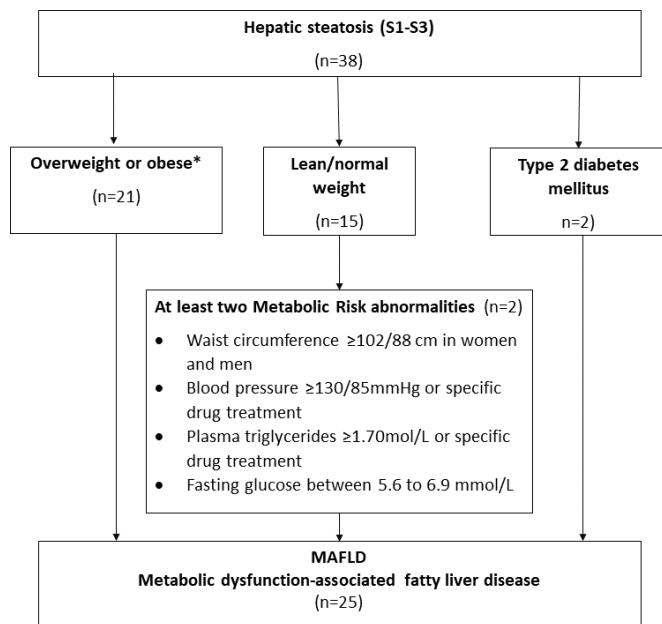 Hepatic steatosis (S1-S3)
(n=38)
Overweight or obese*
(n=21)
Lean/normal
weight
(n=15)
Type 2 diabetes
mellitus
n=2)
At least two Metabolic Risk abnormalities (n=2)
• Waist circumference ≥102/88 cm in women
and men
• Blood pressure ≥130/85mmHg or specific
drug treatment
• Plasma triglycerides ≥1.70mol/L or specific
drug treatment
• Fasting glucose between 5.6 to 6.9 mmol/L
MAFLD
Metabolic dysfunction-associated fatty liver disease
(n=25)